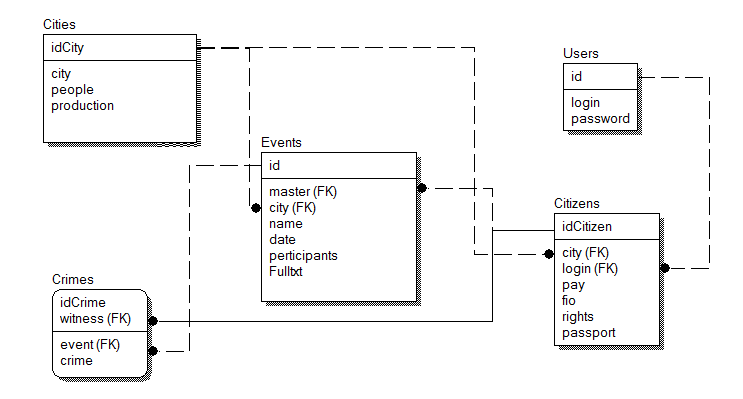 Cities
idCity
city
people
production
Users
id
login
password
Events
id
master (FK)
city (FK)
name
date
perticipants
Fulltxt
Citizens
idCitizen
city (FK)
login (FK)
pay
fio
rights
passport
Crimes
idCrime
witness (FK)
event (FK)
crime